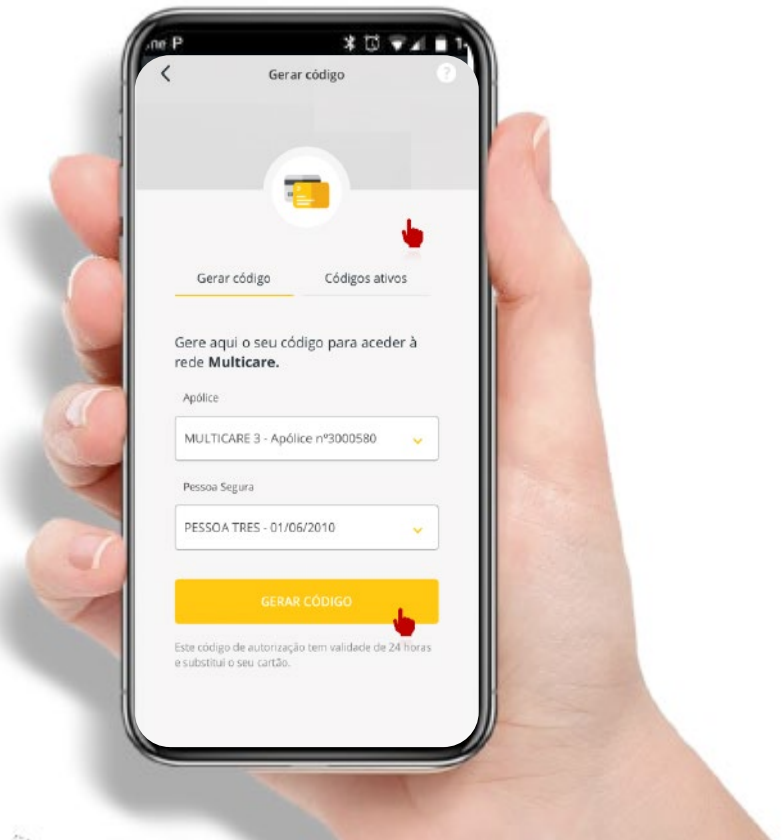 ne P
Gerar código
?
Gerar código
Códigos ativos
Gere aqui o seu código para aceder à
rede Multicare.
Apólice
MULTICARE 3 - Apólice nº3000580
Pessoa Segura
PESSOA TRES - 01/06/2010
GERAR CÓDIGO
Este código de autorização tem validade de 24 horas
e substitui o seu cartão.